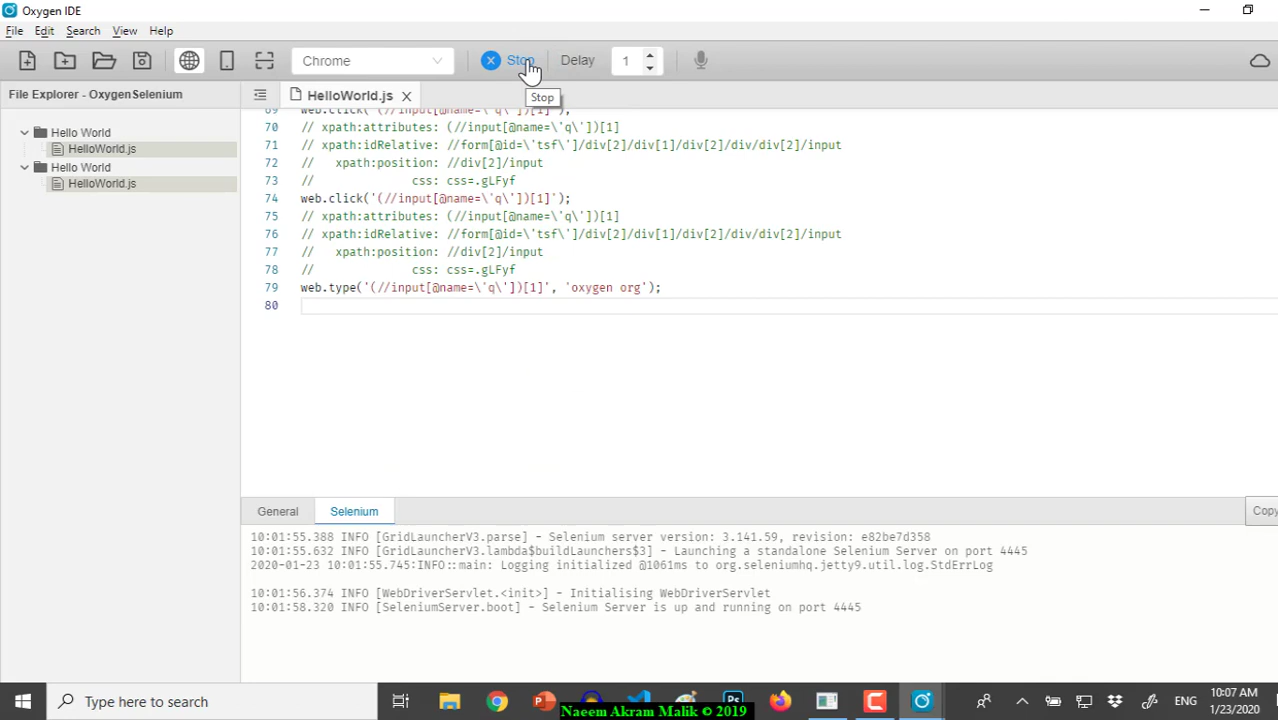 Oxygen IDE
File Edit Search View Help
Chrome Stop Delay 1
Stop
File Explorer - OxygenSelenium
HelloWorld.js
Hello World
HelloWorld.js
Hello World
HelloWorld.js
69 web.click('(//input[@name=\'q\'])[1]');
70 // xpath:attributes: (//input[@name=\'q\'])[1]
71 // xpath:idRelative: //form[@id=\'tsf\']/div[2]/div[1]/div[2]/div/div[2]/input
72 // xpath:position: //div[2]/input
73 // css: css=.gLFyf
74 web.click('(//input[@name=\'q\'])[1]');
75 // xpath:attributes: (//input[@name=\'q\'])[1]
76 // xpath:idRelative: //form[@id=\'tsf\']/div[2]/div[1]/div[2]/div/div[2]/input
77 // xpath:position: //div[2]/input
78 // css: css=.gLFyf
79 web.type('(//input[@name=\'q\'])[1]', 'oxygen org');
80
General Selenium Copy
10:01:55.388 INFO [GridLauncherV3.parse] - Selenium server version: 3.141.59, revision: e82be7d358
10:01:55.632 INFO [GridLauncherV3.lambda$buildLaunchers$3] - Launching a standalone Selenium Server on port 4445
2020-01-23 10:01:55.745:INFO::main: Logging initialized @1061ms to org.seleniumhq.jetty9.util.log.StdErrLog
10:01:56.374 INFO [WebDriverServlet.<init>] - Initialising WebDriverServlet
10:01:58.320 INFO [SeleniumServer.boot] - Selenium Server is up and running on port 4445
Type here to search
Ps
ENG
10:07 AM
1/23/2020
Naeem Akram Malik © 2019